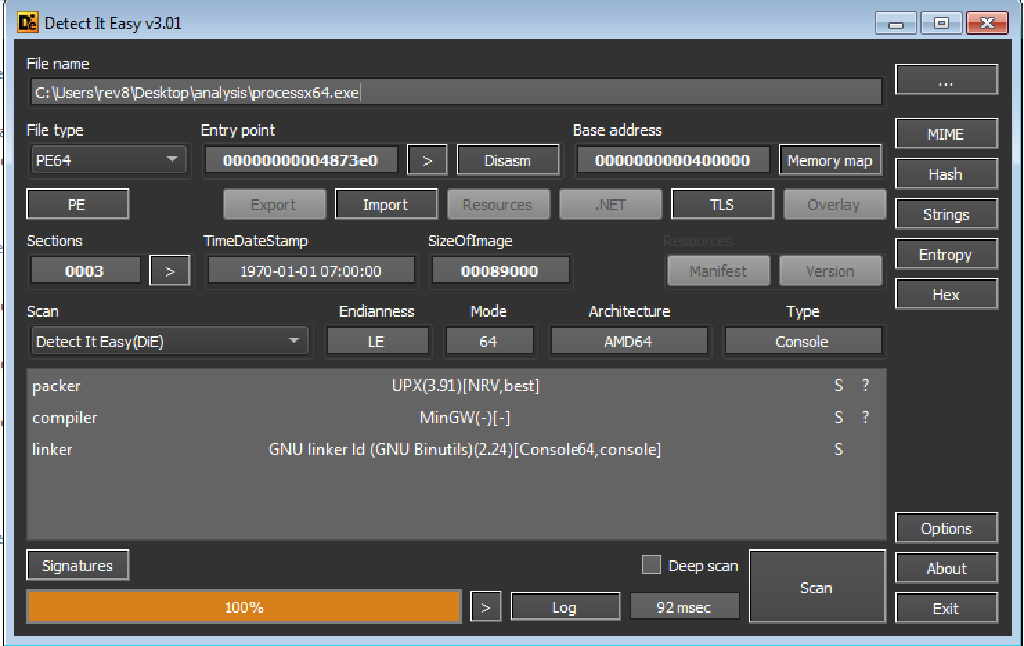 Detect It Easy v3.01
File name
C:\Users\rev8\Desktop\analysis\processx64.exe
...
File type Entry point Base address
PE64 00000000004873e0 > Disasm 0000000000400000 Memory map
MIME
Hash
PE Export Import Resources .NET TLS Overlay
Strings
Sections TimeDateStamp SizeOfImage Resources
Entropy
0003 > 1970-01-01 07:00:00 00089000 Manifest Version
Hex
Scan Endianness Mode Architecture Type
Detect It Easy(DiE) LE 64 AMD64 Console
packer UPX(3.91)[NRV,best] S ?
compiler MinGW(-)[-] S ?
linker GNU linker ld (GNU Binutils)(2.24)[Console64,console] S
Options
Signatures Deep scan Scan
About
100% > Log 92 msec
Exit